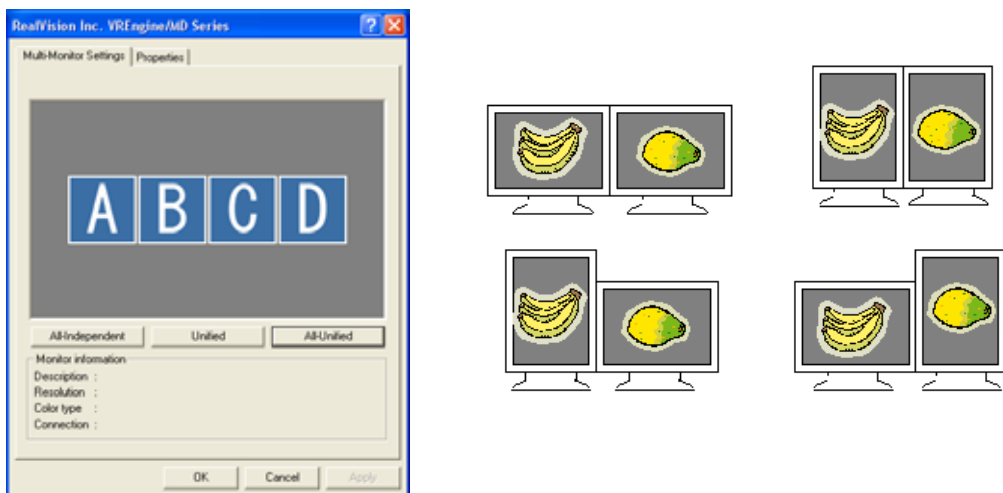 RealVision Inc. VREngine/MD Series
Multi-Monitor Settings Properties
A B C D
All-Independent Unified All-Unified
Monitor information
Description :
Resolution :
Color type :
Connection :
OK Cancel Apply